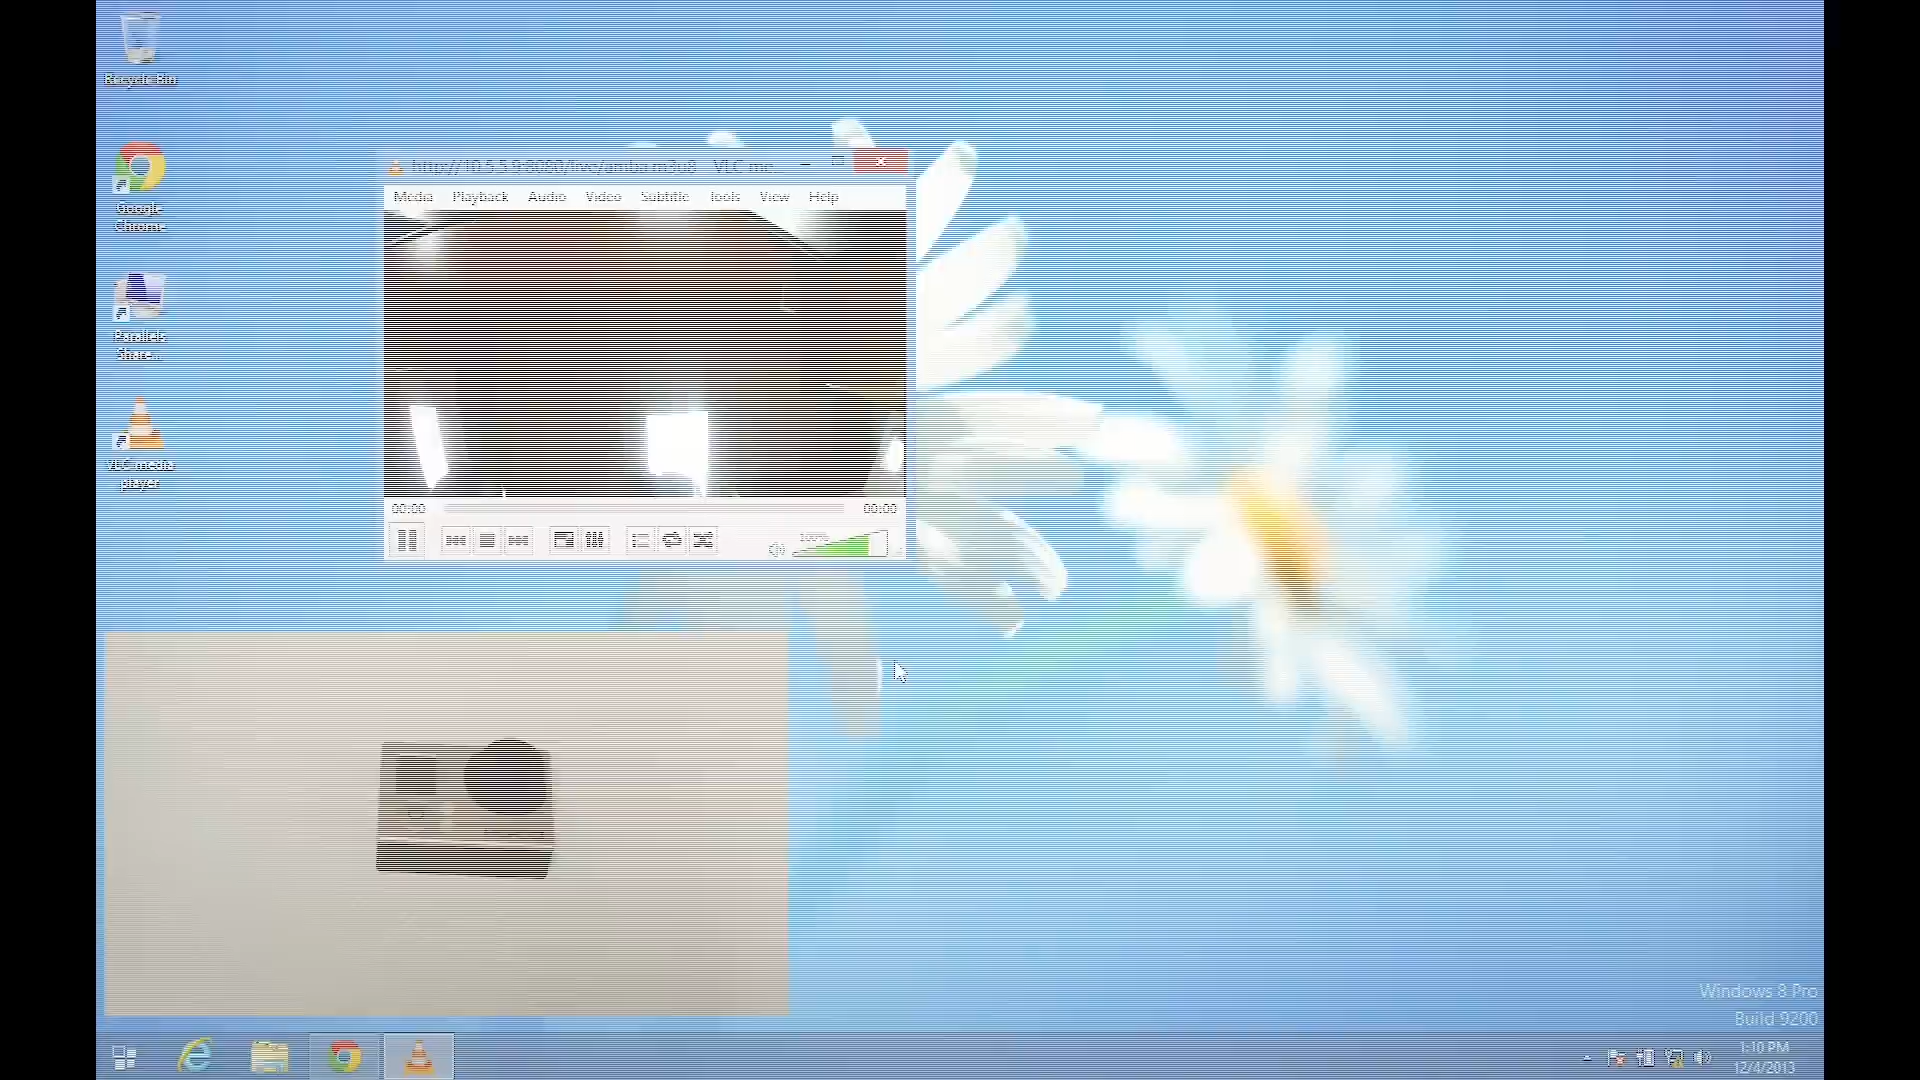 Recycle Bin
Google
Chrome
Parallels
Share...
VLC media
player
http://10.5.5.9:8080/live/amba.m3u8 - VLC me...
Media Playback Audio Video Subtitle Tools View Help
00:00
00:00
100%
Windows 8 Pro
Build 9200
1:10 PM
12/4/2013